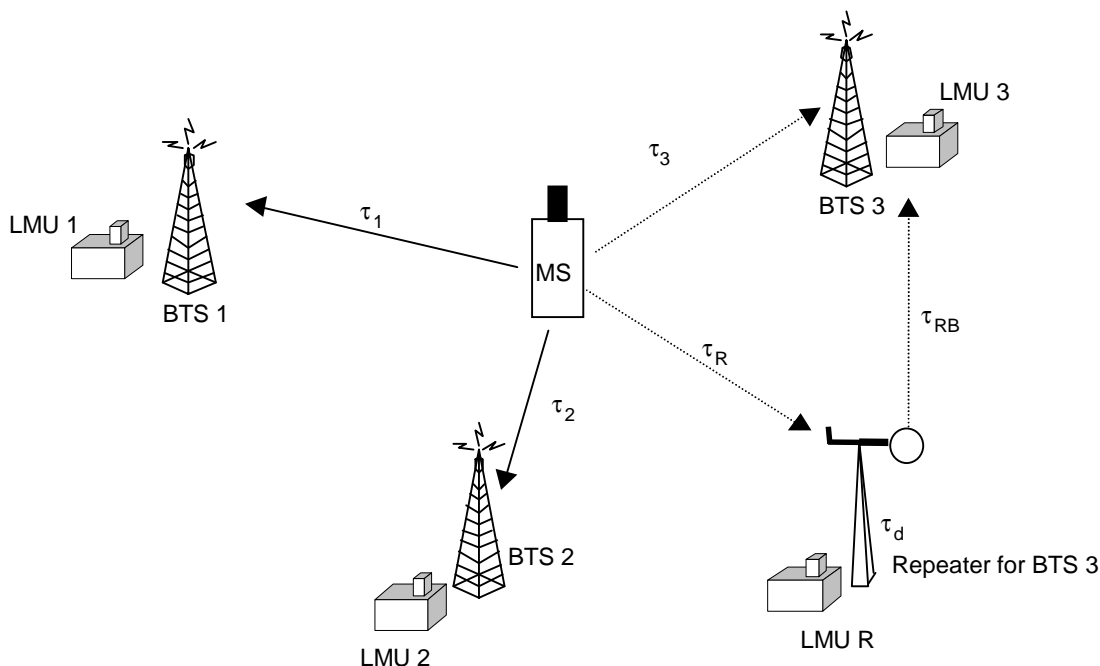 LMU 3
τ3
BTS 3
LMU 1
τ1
MS
BTS 1
τRB
τR
τ2
τd
BTS 2
Repeater for BTS 3
LMU R
LMU 2